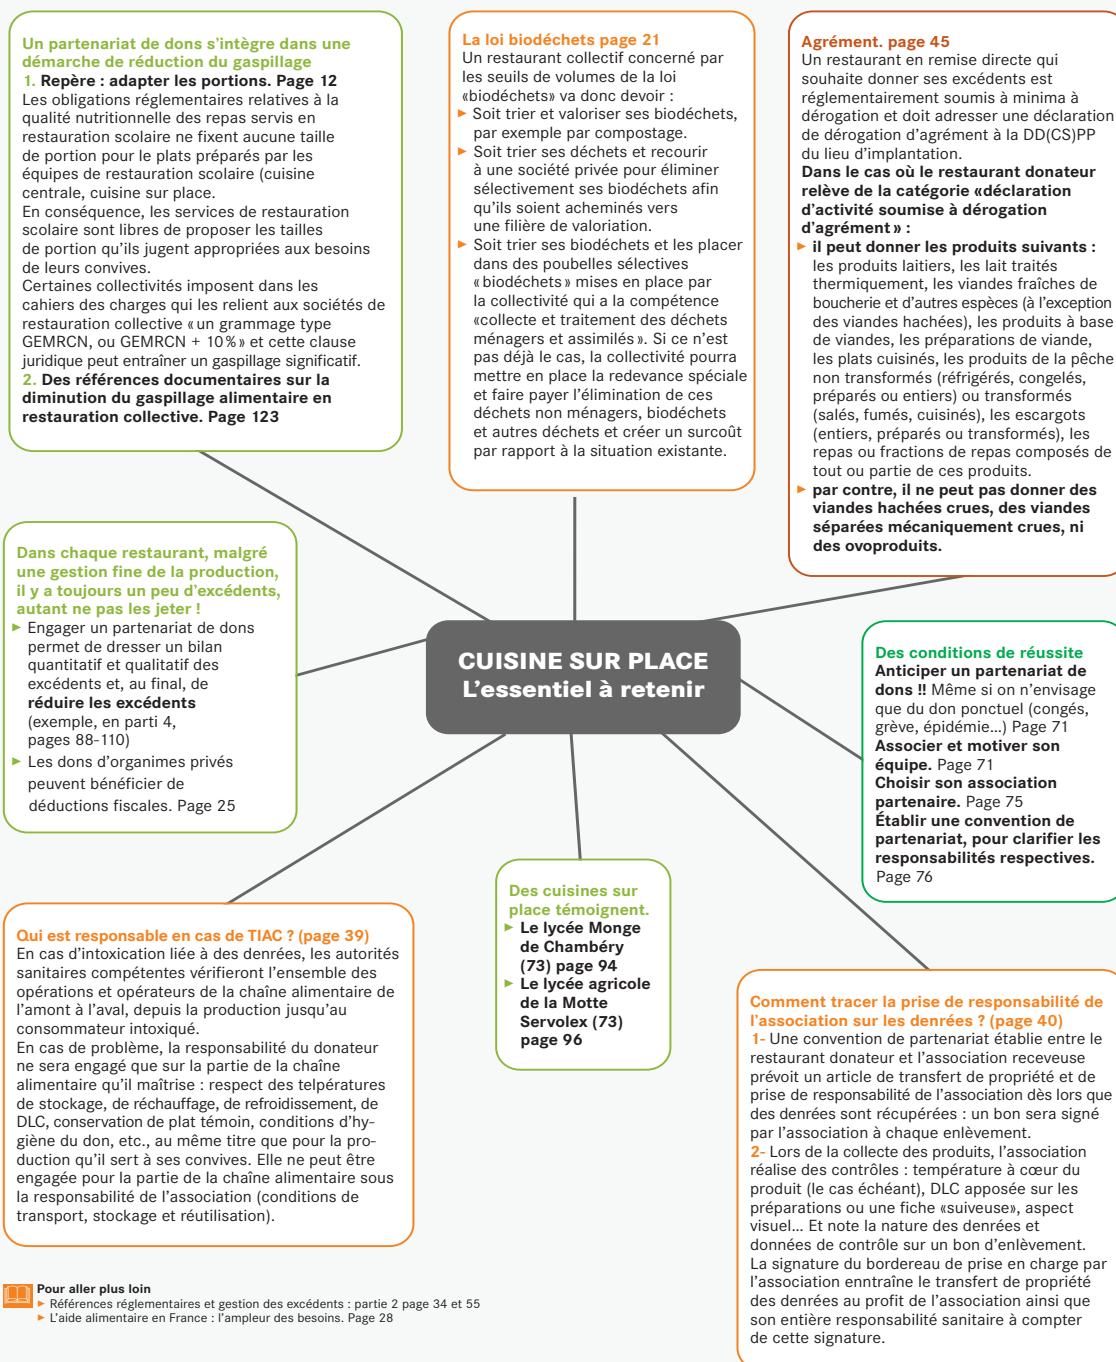 Un partenariat de dons s'intègre dans une
démarche de réduction du gaspillage
1. Repère : adapter les portions. Page 12
Les obligations réglementaires relatives à la
qualité nutritionnelle des repas servis en
restauration scolaire ne fixent aucune taille
de portion pour le plats préparés par les
équipes de restauration scolaire (cuisine
centrale, cuisine sur place.
En conséquence, les services de restauration
scolaire sont libres de proposer les tailles
de portion qu'ils jugent appropriées aux besoins
de leurs convives.
Certaines collectivités imposent dans les
cahiers des charges qui les relient aux sociétés de
restauration collective « un grammage type
GEMRCN, ou GEMRCN + 10 % » et cette clause
juridique peut entraîner un gaspillage significatif.
2. Des références documentaires sur la
diminution du gaspillage alimentaire en
restauration collective. Page 123
La loi biodéchets page 21
Un restaurant collectif concerné par
les seuils de volumes de la loi
«biodéchets» va donc devoir :
► Soit trier et valoriser ses biodéchets,
par exemple par compostage.
► Soit trier ses déchets et recourir
à une société privée pour éliminer
sélectivement ses biodéchets afin
qu'ils soient acheminés vers
une filière de valoriation.
► Soit trier ses biodéchets et les placer
dans des poubelles sélectives
« biodéchets » mises en place par
la collectivité qui a la compétence
«collecte et traitement des déchets
ménagers et assimilés ». Si ce n'est
pas déjà le cas, la collectivité pourra
mettre en place la redevance spéciale
et faire payer l'élimination de ces
déchets non ménagers, biodéchets
et autres déchets et créer un surcoût
par rapport à la situation existante.
Agrément. page 45
Un restaurant en remise directe qui
souhaite donner ses excédents est
réglementairement soumis à minima à
dérogation et doit adresser une déclaration
de dérogation d'agrément à la DD(CS)PP
du lieu d'implantation.
Dans le cas où le restaurant donateur
relève de la catégorie «déclaration
d'activité soumise à dérogation
d'agrément » :
► il peut donner les produits suivants :
les produits laitiers, les lait traités
thermiquement, les viandes fraîches de
boucherie et d'autres espèces (à l'exception
des viandes hachées), les produits à base
de viandes, les préparations de viande,
les plats cuisinés, les produits de la pêche
non transformés (réfrigérés, congelés,
préparés ou entiers) ou transformés
(salés, fumés, cuisinés), les escargots
(entiers, préparés ou transformés), les
repas ou fractions de repas composés de
tout ou partie de ces produits.
► par contre, il ne peut pas donner des
viandes hachées crues, des viandes
séparées mécaniquement crues, ni
des ovoproduits.
Dans chaque restaurant, malgré
une gestion fine de la production,
il y a toujours un peu d'excédents,
autant ne pas les jeter !
► Engager un partenariat de dons
permet de dresser un bilan
quantitatif et qualitatif des
excédents et, au final, de
réduire les excédents
(exemple, en parti 4,
pages 88-110)
► Les dons d'organimes privés
peuvent bénéficier de
déductions fiscales. Page 25
CUISINE SUR PLACE
L'essentiel à retenir
Des conditions de réussite
Anticiper un partenariat de
dons !! Même si on n'envisage
que du don ponctuel (congés,
grève, épidémie...) Page 71
Associer et motiver son
équipe. Page 71
Choisir son association
partenaire. Page 75
Établir une convention de
partenariat, pour clarifier les
responsabilités respectives.
Page 76
Qui est responsable en cas de TIAC ? (page 39)
En cas d'intoxication liée à des denrées, les autorités
sanitaires compétentes vérifieront l'ensemble des
opérations et opérateurs de la chaîne alimentaire de
l'amont à l'aval, depuis la production jusqu'au
consommateur intoxiqué.
En cas de problème, la responsabilité du donateur
ne sera engagé que sur la partie de la chaîne
alimentaire qu'il maîtrise : respect des telpératures
de stockage, de réchauffage, de refroidissement, de
DLC, conservation de plat témoin, conditions d'hy-
giène du don, etc., au même titre que pour la pro-
duction qu'il sert à ses convives. Elle ne peut être
engagée pour la partie de la chaîne alimentaire sous
la responsabilité de l'association (conditions de
transport, stockage et réutilisation).
Des cuisines sur
place témoignent.
► Le lycée Monge
de Chambéry
(73) page 94
► Le lycée agricole
de la Motte
Servolex (73)
page 96
Comment tracer la prise de responsabilité de
l'association sur les denrées ? (page 40)
1- Une convention de partenariat établie entre le
restaurant donateur et l'association receveuse
prévoit un article de transfert de propriété et de
prise de responsabilité de l'association dès lors que
des denrées sont récupérées : un bon sera signé
par l'association à chaque enlèvement.
2- Lors de la collecte des produits, l'association
réalise des contrôles : température à cœur du
produit (le cas échéant), DLC apposée sur les
préparations ou une fiche «suiveuse», aspect
visuel... Et note la nature des denrées et
données de contrôle sur un bon d'enlèvement.
La signature du bordereau de prise en charge par
l'association enntraîne le transfert de propriété
des denrées au profit de l'association ainsi que
son entière responsabilité sanitaire à compter
de cette signature.
Pour aller plus loin
► Références réglementaires et gestion des excédents : partie 2 page 34 et 55
► L'aide alimentaire en France : l'ampleur des besoins. Page 28